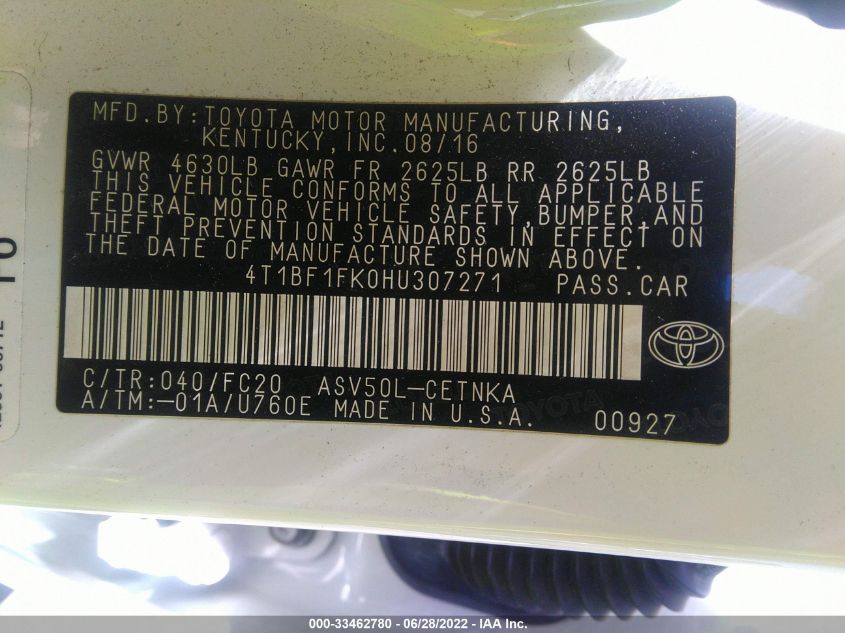 MFD.BY:TOYOTA MOTOR MANUFACTURING,
KENTUCKY, INC.08/16
GVWR 4630LB GAWR FR 2625LB RR 2625LB
THIS VEHICLE CONFORMS TO ALL APPLICABLE
FEDERAL MOTOR VEHICLE SAFETY,BUMPER,AND
THEFT PREVENTION STANDARDS IN EFFECT ON
THE DATE OF MANUFACTURE SHOWN ABOVE.
4T1BF1FK0HU307271 PASS.CAR
C/TR:040/FC20 ASV50L-CETNKA
A/TM:-01A/U760E MADE IN U.S.A. 00927
TOYOTA
000-33462780 - 06/28/2022 - IAA Inc.